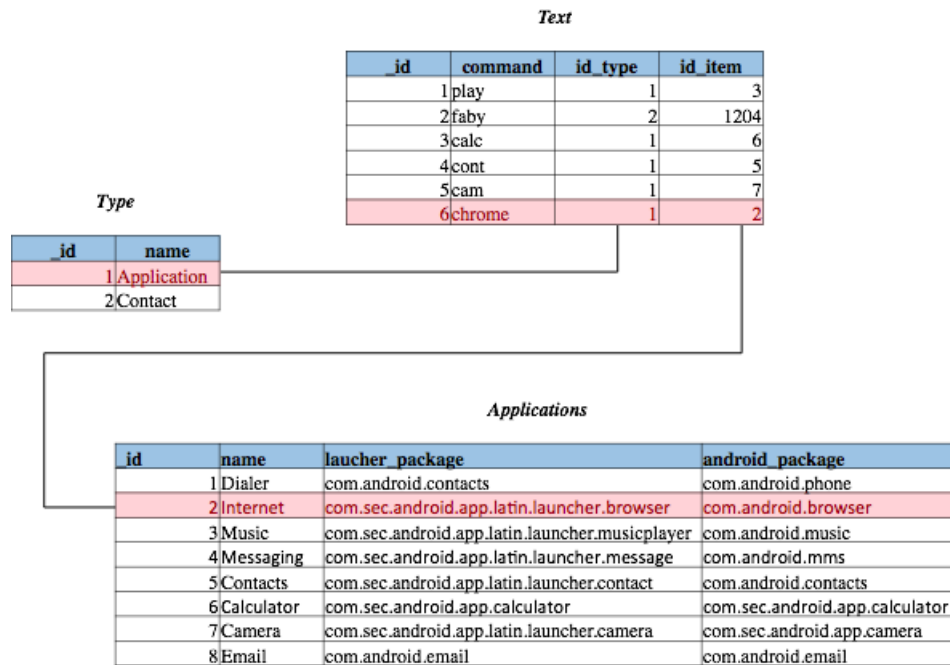 Text
_id command id_type id_item
1 play 1 3
2 faby 2 1204
3 calc 1 6
4 cont 1 5
5 cam 1 7
6 chrome 1 2
Type
_id name
1 Application
2 Contact
Applications
_id name laucher_package android_package
1 Dialer com.android.contacts com.android.phone
2 Internet com.sec.android.app.latin.launcher.browser com.android.browser
3 Music com.sec.android.app.latin.launcher.musicplayer com.android.music
4 Messaging com.sec.android.app.latin.launcher.message com.android.mms
5 Contacts com.sec.android.app.latin.launcher.contact com.android.contacts
6 Calculator com.sec.android.app.calculator com.sec.android.app.calculator
7 Camera com.sec.android.app.latin.launcher.camera com.sec.android.app.camera
8 Email com.android.email com.android.email